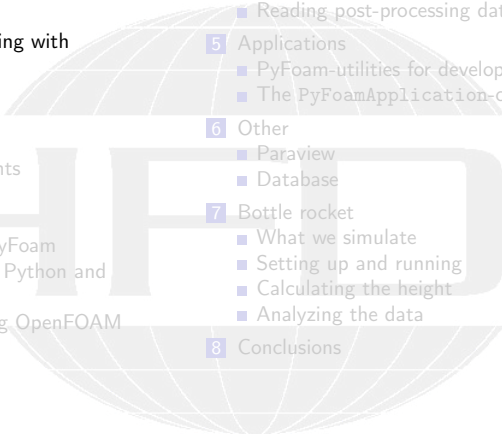 ing with
nts
yFoam
Python and
g OpenFOAM
Reading post-processing dat
5 Applications
PyFoam-utilities for develop
The PyFoamApplication-c
6 Other
Paraview
Database
7 Bottle rocket
What we simulate
Setting up and running
Calculating the height
Analyzing the data
8 Conclusions
HFD